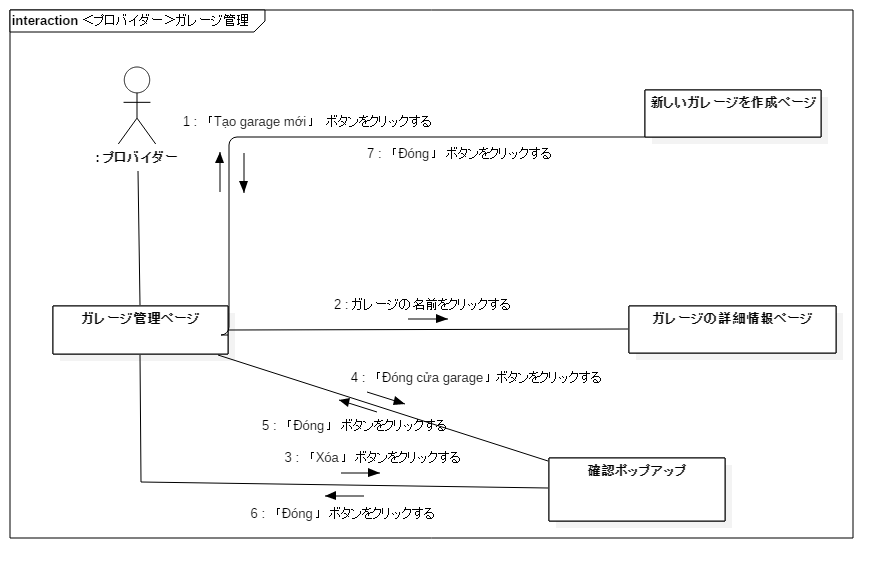 interaction ＜プロバイダー＞ガレージ管理
新しいガレージを作成ページ
1 : 「Tạo garage mới」 ボタンをクリックする
7 : 「Đóng」 ボタンをクリックする
: プロバイダー
2 : ガレージの名前をクリックする
ガレージ管理ページ
ガレージの詳細情報ページ
4 : 「Đóng cửa garage」ボタンをクリックする
5 : 「Đóng」 ボタンをクリックする
3 : 「Xóa」ボタンをクリックする
確認ポップアップ
6 : 「Đóng」 ボタンをクリックする